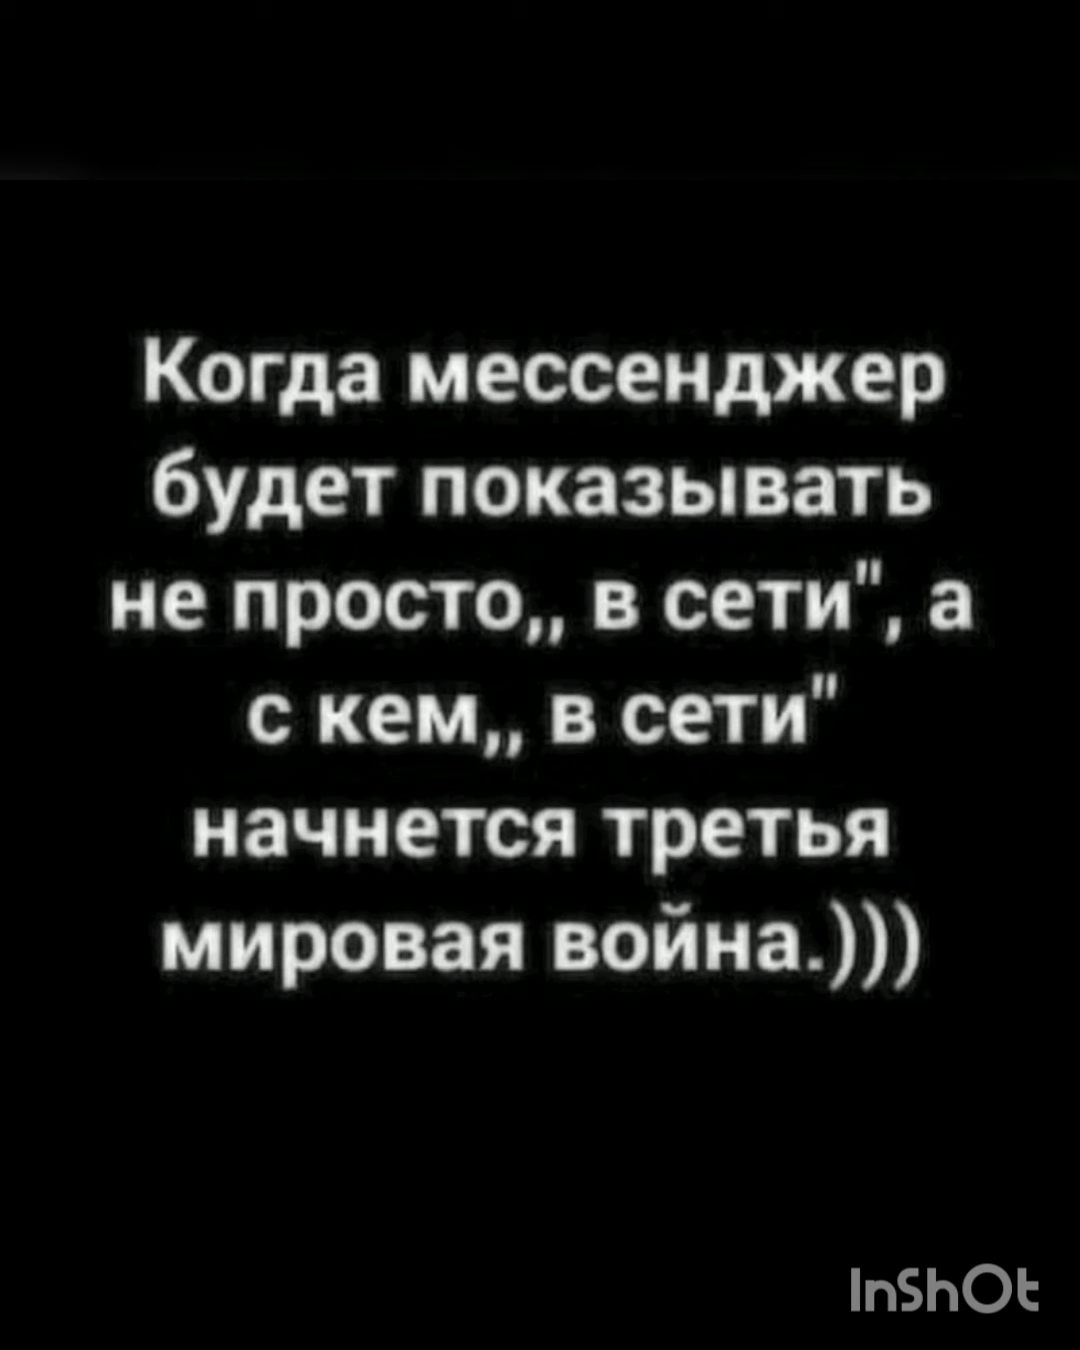 Когда мессенджер
будет показывать
не просто,, в сети", а
с кем,, в сети"
начнется третья
мировая война.)))
InShOt